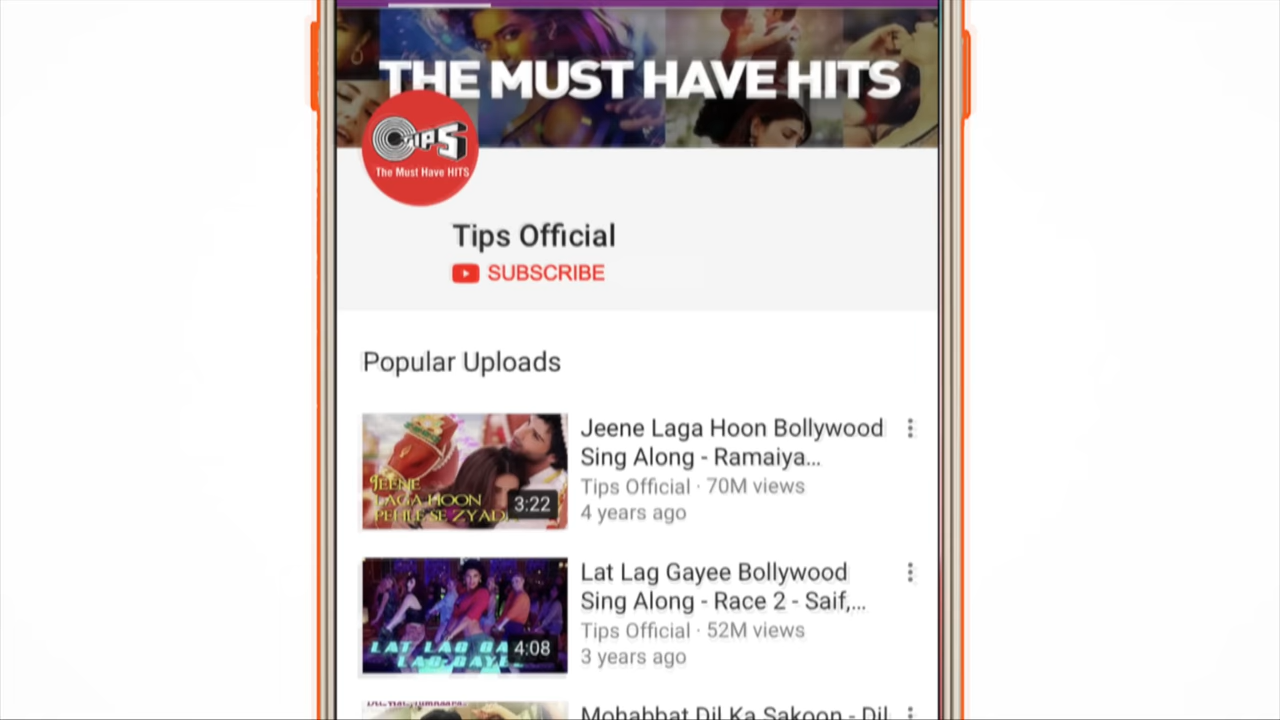 THE MUST HAVE HITS
TIPS
The Must Have HITS
Tips Official
SUBSCRIBE
Popular Uploads
JEENE
LAGA HOON
PEHLE SE ZYADA
3:22
Jeene Laga Hoon Bollywood
Sing Along - Ramaiya...
Tips Official · 70M views
4 years ago
LAT LAG GA
LAG GAYEE
4:08
Lat Lag Gayee Bollywood
Sing Along - Race 2 - Saif,...
Tips Official · 52M views
3 years ago
Mohabbat Dil Ka Sakoon - Dil